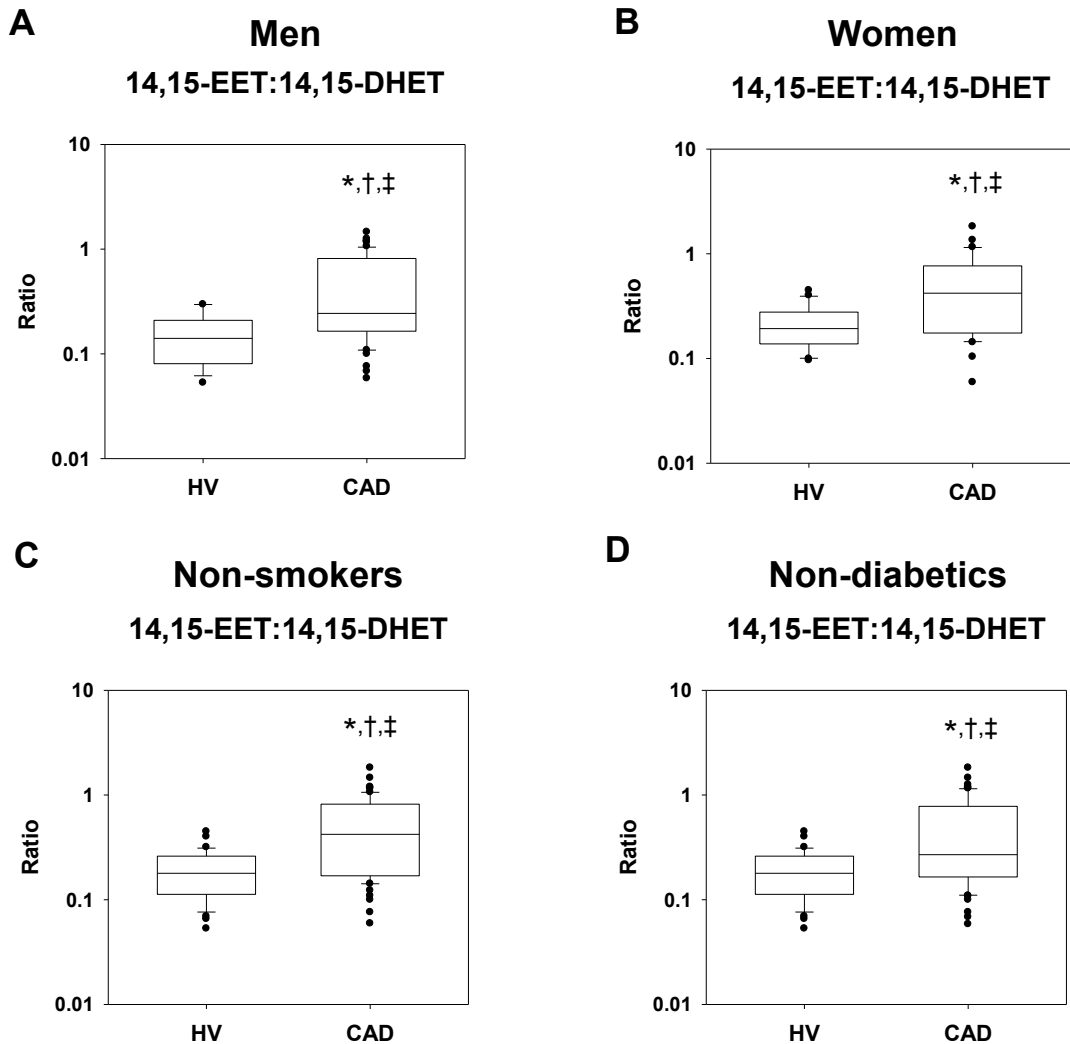 A
Men
14,15-EET:14,15-DHET
10
1
0.1
0.01
Ratio
*,†,‡
HV
CAD
B
Women
14,15-EET:14,15-DHET
10
1
0.1
0.01
Ratio
*,†,‡
HV
CAD
C
Non-smokers
14,15-EET:14,15-DHET
10
1
0.1
0.01
Ratio
*,†,‡
HV
CAD
D
Non-diabetics
14,15-EET:14,15-DHET
10
1
0.1
0.01
Ratio
*,†,‡
HV
CAD